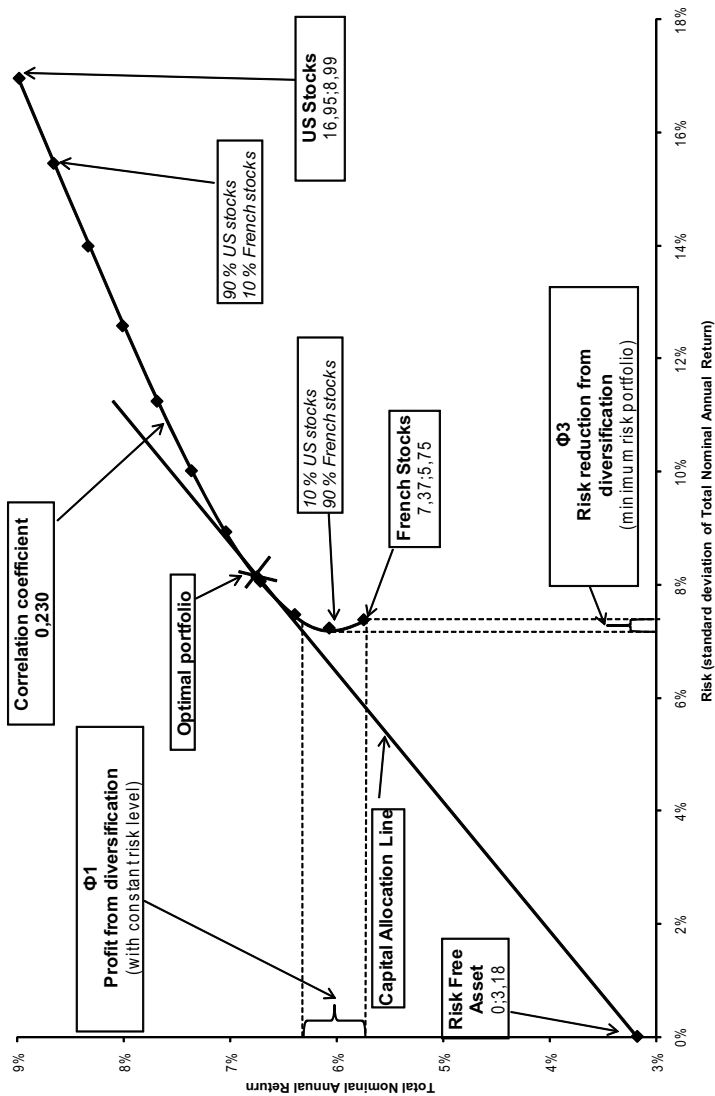 Total Nominal Annual Return
9%
8%
7%
6%
5%
4%
3%
0%
2%
4%
6%
8%
10%
12%
14%
16%
18%
Risk (standard deviation of Total Nominal Annual Return)
Φ1
Profit from diversification
(with constant risk level)
Correlation coefficient
0,230
Optimal portfolio
90 % US stocks
10 % French stocks
US Stocks
16,95;8,99
10 % US stocks
90 % French stocks
French Stocks
7,37;5,75
Capital Allocation Line
Risk Free
Asset
0;3,18
Φ3
Risk reduction from
diversification
(minimum risk portfolio)